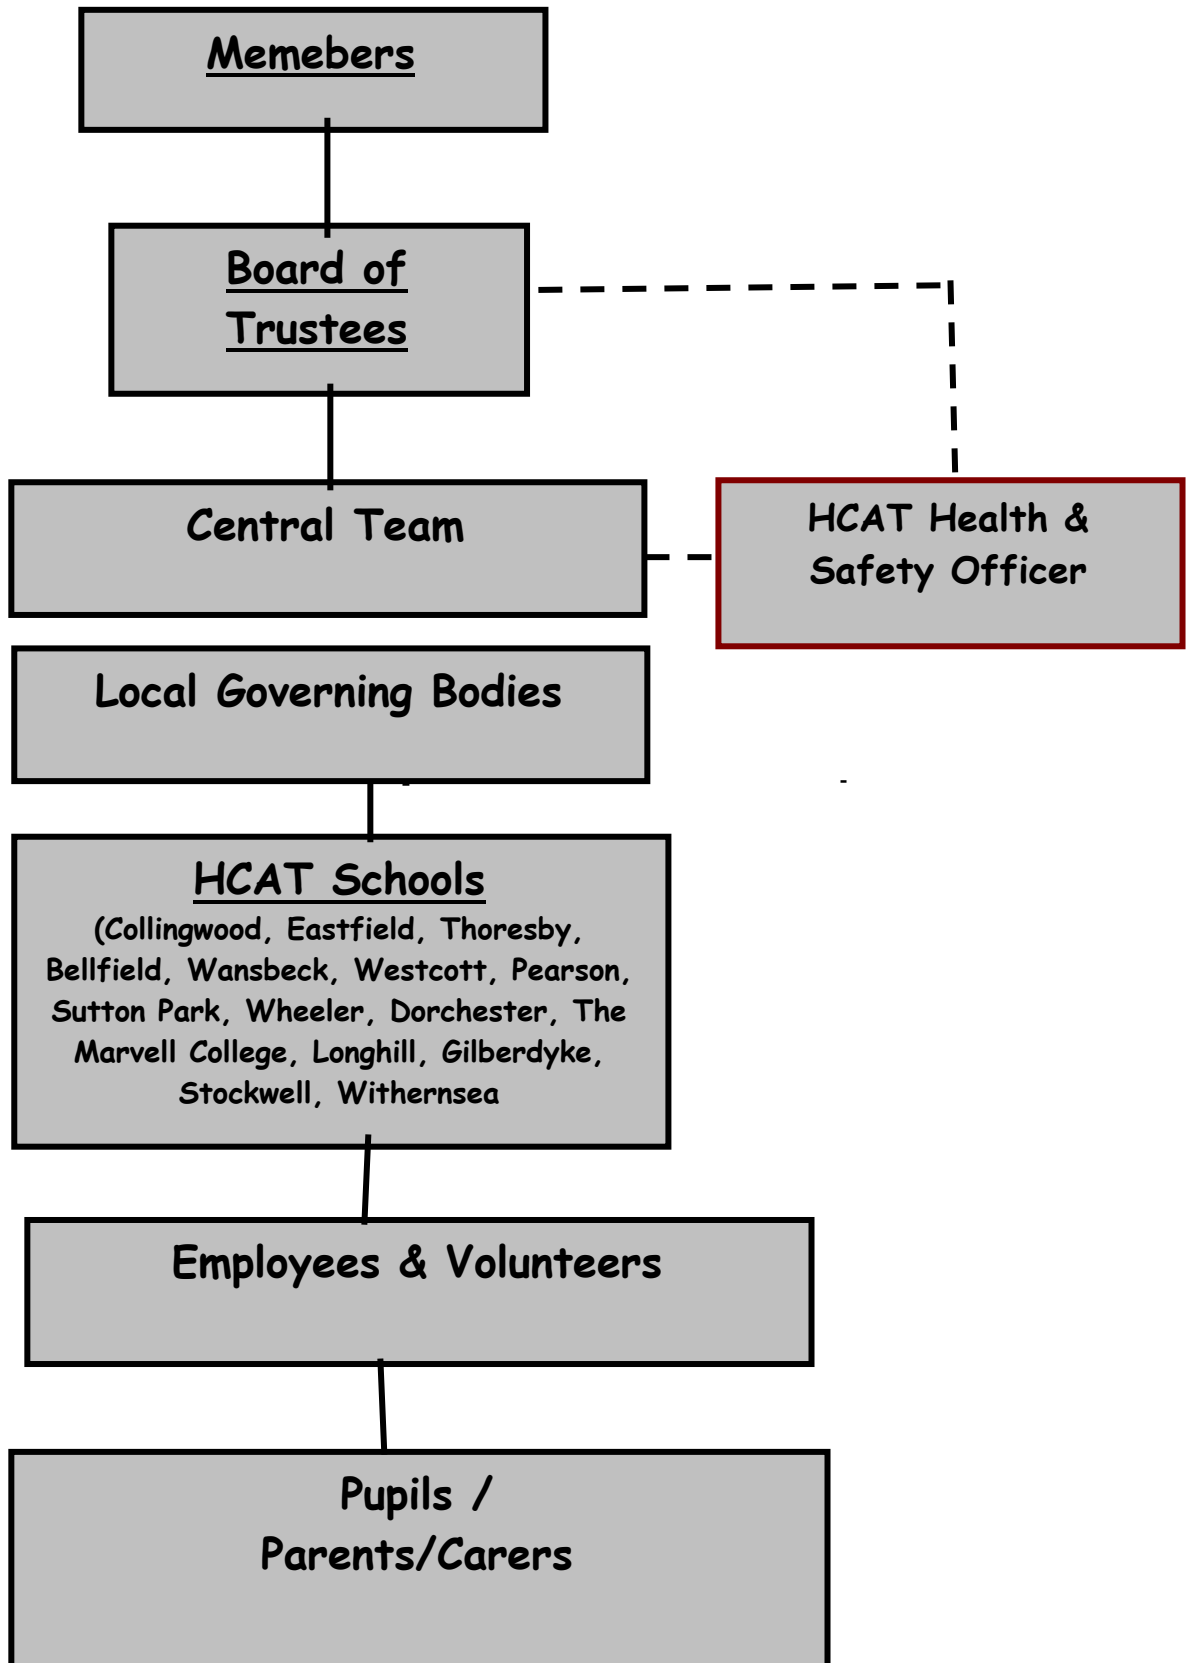 Memebers
Board of
Trustees
Central Team
HCAT Health &
Safety Officer
Local Governing Bodies
HCAT Schools
(Collingwood, Eastfield, Thoresby,
Bellfield, Wansbeck, Westcott, Pearson,
Sutton Park, Wheeler, Dorchester, The
Marvell College, Longhill, Gilberdyke,
Stockwell, Withernsea
Employees & Volunteers
Pupils /
Parents/Carers